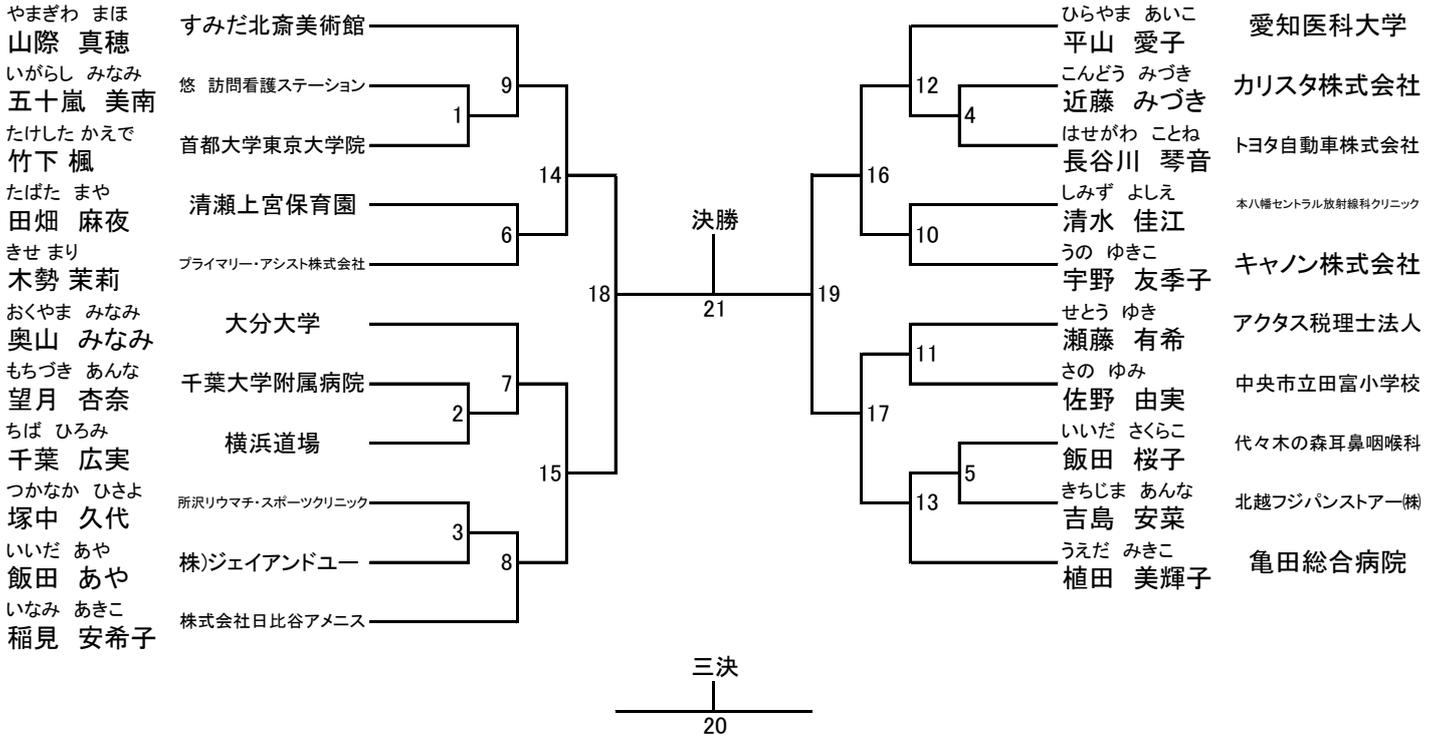 やまぎわ まほ
山際 真穂 すみだ北斎美術館
いがらし みなみ
五十嵐 美南 悠 訪問看護ステーション
たけした かえで
竹下 楓 首都大学東京大学院
たばた まや
田畑 麻夜 清瀬上宮保育園
きせ まり
木勢 茉莉 プライマリー・アシスト株式会社
おくやま みなみ
奥山 みなみ 大分大学
もちづき あんな
望月 杏奈 千葉大学附属病院
ちば ひろみ
千葉 広実 横浜道場
つかなか ひさよ
塚中 久代 所沢リウマチ・スポーツクリニック
いいだ あや
飯田 あや 株)ジェイアンドユー
いなみ あきこ
稲見 安希子 株式会社日比谷アメニス
9
1
14
6
18
7
2
15
3
8
決勝
21
三決
20
12
4
16
10
19
11
17
5
13
ひらやま あいこ
平山 愛子 愛知医科大学
こんどう みづき
近藤 みづき カリスタ株式会社
はせがわ ことね
長谷川 琴音 トヨタ自動車株式会社
しみず よしえ
清水 佳江 本八幡セントラル放射線科クリニック
うの ゆきこ
宇野 友季子 キャノン株式会社
せとう ゆき
瀬藤 有希 アクタス税理士法人
さの ゆみ
佐野 由実 中央市立田富小学校
いいだ さくらこ
飯田 桜子 代々木の森耳鼻咽喉科
きちじま あんな
吉島 安菜 北越フジパンストアー㈱
うえだ みきこ
植田 美輝子 亀田総合病院